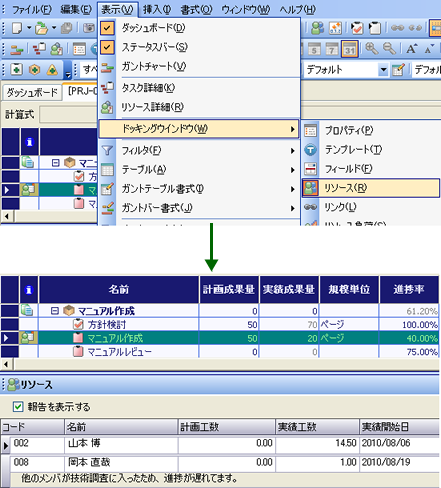 ファイル(F) 編集(E) 表示(V) 挿入(I) 書式(O) ウィンドウ(W) ヘルプ(H)
ダッシュボード(D)
ステータスバー(S)
ガントチャート(V)
5 7 31
すべ
タスク詳細(K)
デフォルト
デフォ
ダッシュボード [PRJ-0
リソース詳細(R)
計算式
ドッキングウインドウ(W)
プロパティ(P)
フィルタ(F)
テンプレート(T)
テーブル(A)
フィールド(E)
ガントテーブル書式(I)
リソース(R)
ガントバー書式(J)
リンク(L)
マニュ
方針
マニ
マニ
名前 計画成果量 実績成果量 規模単位 進捗率
マニュアル作成 0 0 61.20%
方針検討 50 70 ページ 100.00%
マニュアル作成 50 20 ページ 40.00%
マニュアルレビュー 0 0 75.00%
リソース
報告を表示する
コード 名前 計画工数 実績工数 実績開始日
002 山本 博 0.00 14.50 2010/08/06
008 岡本 直哉 0.00 1.00 2010/08/19
他のメンバが技術調査に入ったため、進捗が遅れてます。